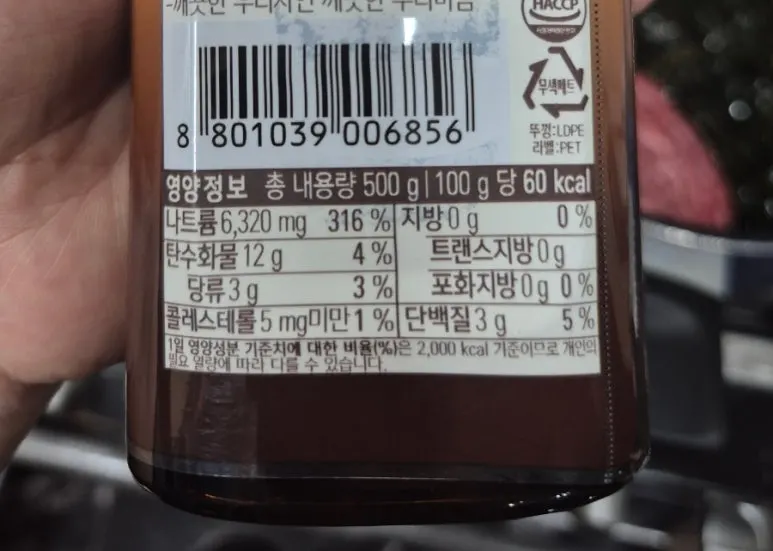 -깨끗한
HACCP
무색페트
8 801039 006856
뚜껑:LDPE
라벨:PET
영양정보 총 내용량 500 g | 100 g 당 60 kcal
나트륨 6,320 mg 316 % 지방 0 g 0 %
탄수화물 12 g 4 % 트랜스지방 0 g
당류 3 g 3 % 포화지방 0 g 0 %
콜레스테롤 5 mg미만 1 % 단백질 3 g 5 %
1일 영양성분 기준치에 대한 비율(%)은 2,000 kcal 기준이므로 개인의
필요 열량에 따라 다를 수 있습니다.